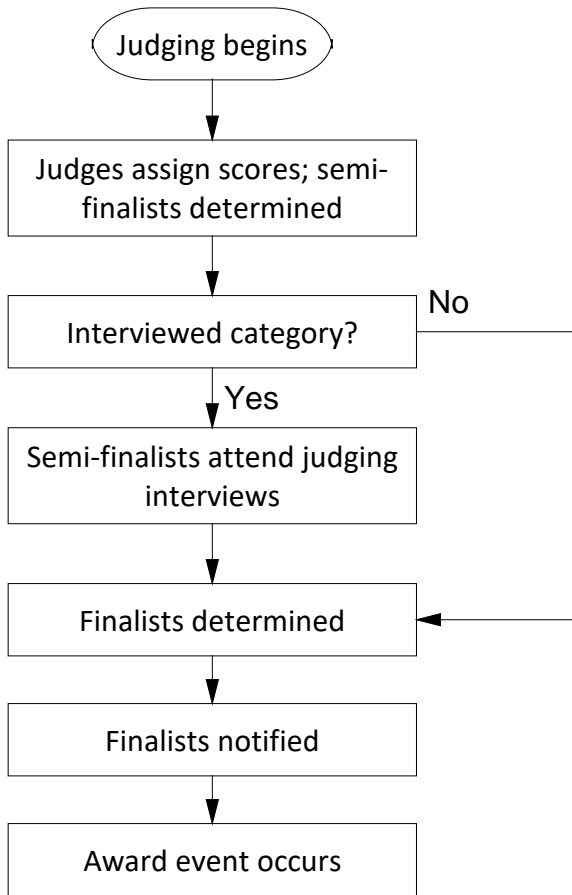 Judging begins
Judges assign scores; semi-
finalists determined
No
Interviewed category?
Yes
Semi-finalists attend judging
interviews
Finalists determined
Finalists notified
Award event occurs